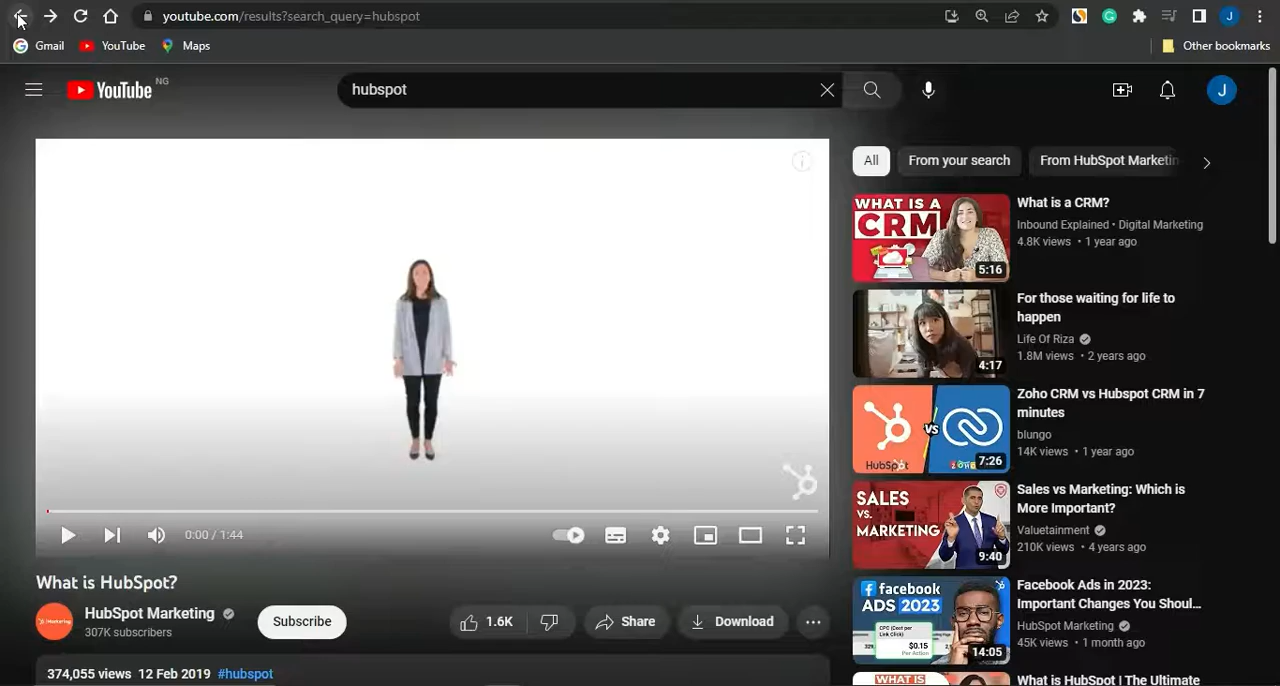 youtube.com/results?search_query=hubspot
J
Gmail
YouTube
Maps
Other bookmarks
YouTube NG
hubspot
J
All
From your search
From HubSpot Marketin
WHAT IS A
CRM
5:16
What is a CRM?
Inbound Explained • Digital Marketing
4.8K views • 1 year ago
4:17
For those waiting for life to
happen
Life Of Riza
1.8M views • 2 years ago
HubSpot
vs
ZOHO
7:26
Zoho CRM vs Hubspot CRM in 7
minutes
blungo
14K views • 1 year ago
SALES
VS.
MARKETING
9:40
Sales vs Marketing: Which is
More Important?
Valuetainment
210K views • 4 years ago
facebook
ADS 2023
$0.15
14:05
Facebook Ads in 2023:
Important Changes You Shoul...
HubSpot Marketing
45K views • 1 month ago
WHAT IS
What is HubSpot | The Ultimate
0:00 / 1:44
What is HubSpot?
HubSpot Marketing
307K subscribers
Subscribe
1.6K
Share
Download
374,055 views 12 Feb 2019 #hubspot